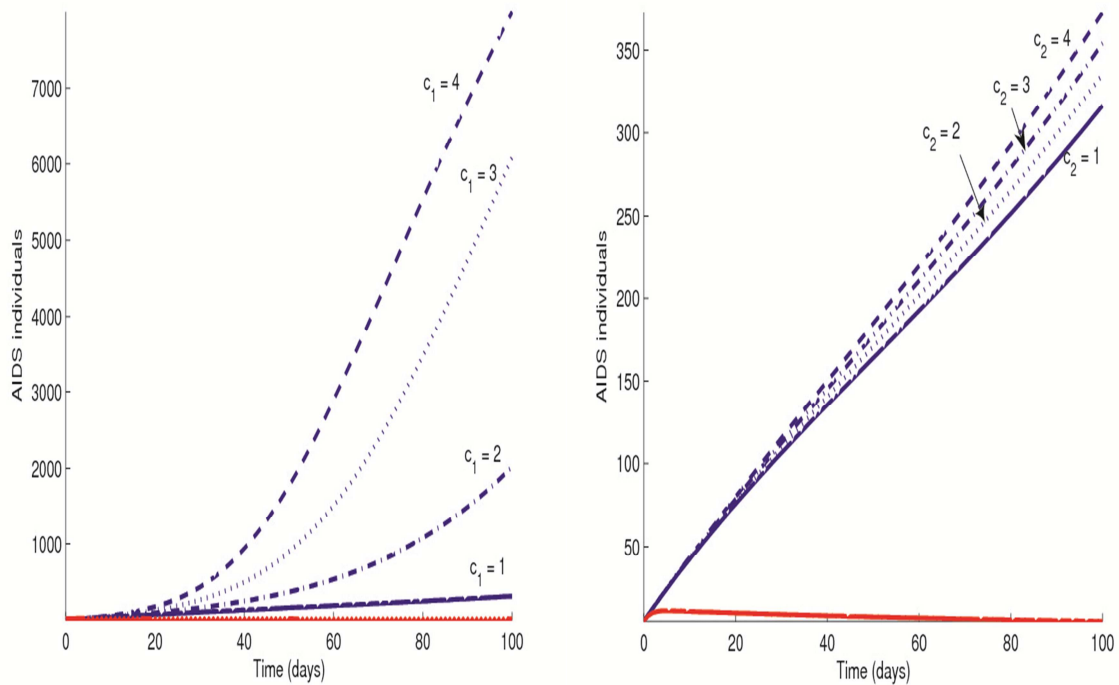 7000
6000
5000
4000
3000
2000
1000
AIDS individuals
c₁ = 4
c₁ = 3
c₁ = 2
c₁ = 1
0
20
40
60
80
100
Time (days)
350
300
250
200
150
100
50
AIDS individuals
c₂ = 4
c₂ = 3
c₂ = 2
c₂ = 1
0
20
40
60
80
100
Time (days)